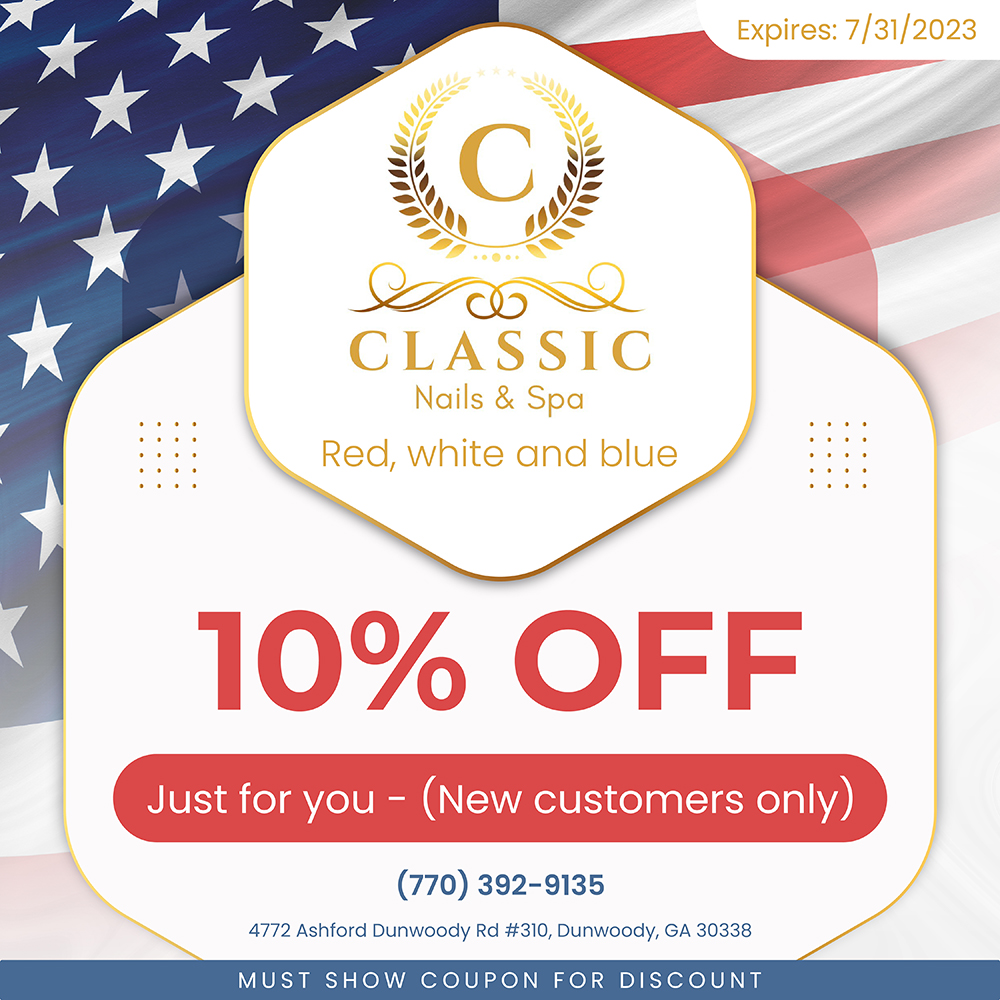 Expires: 7/31/2023
C
CLASSIC
Nails & Spa
Red, white and blue
10% OFF
Just for you - (New customers only)
(770) 392-9135
4772 Ashford Dunwoody Rd #310, Dunwoody, GA 30338
MUST SHOW COUPON FOR DISCOUNT